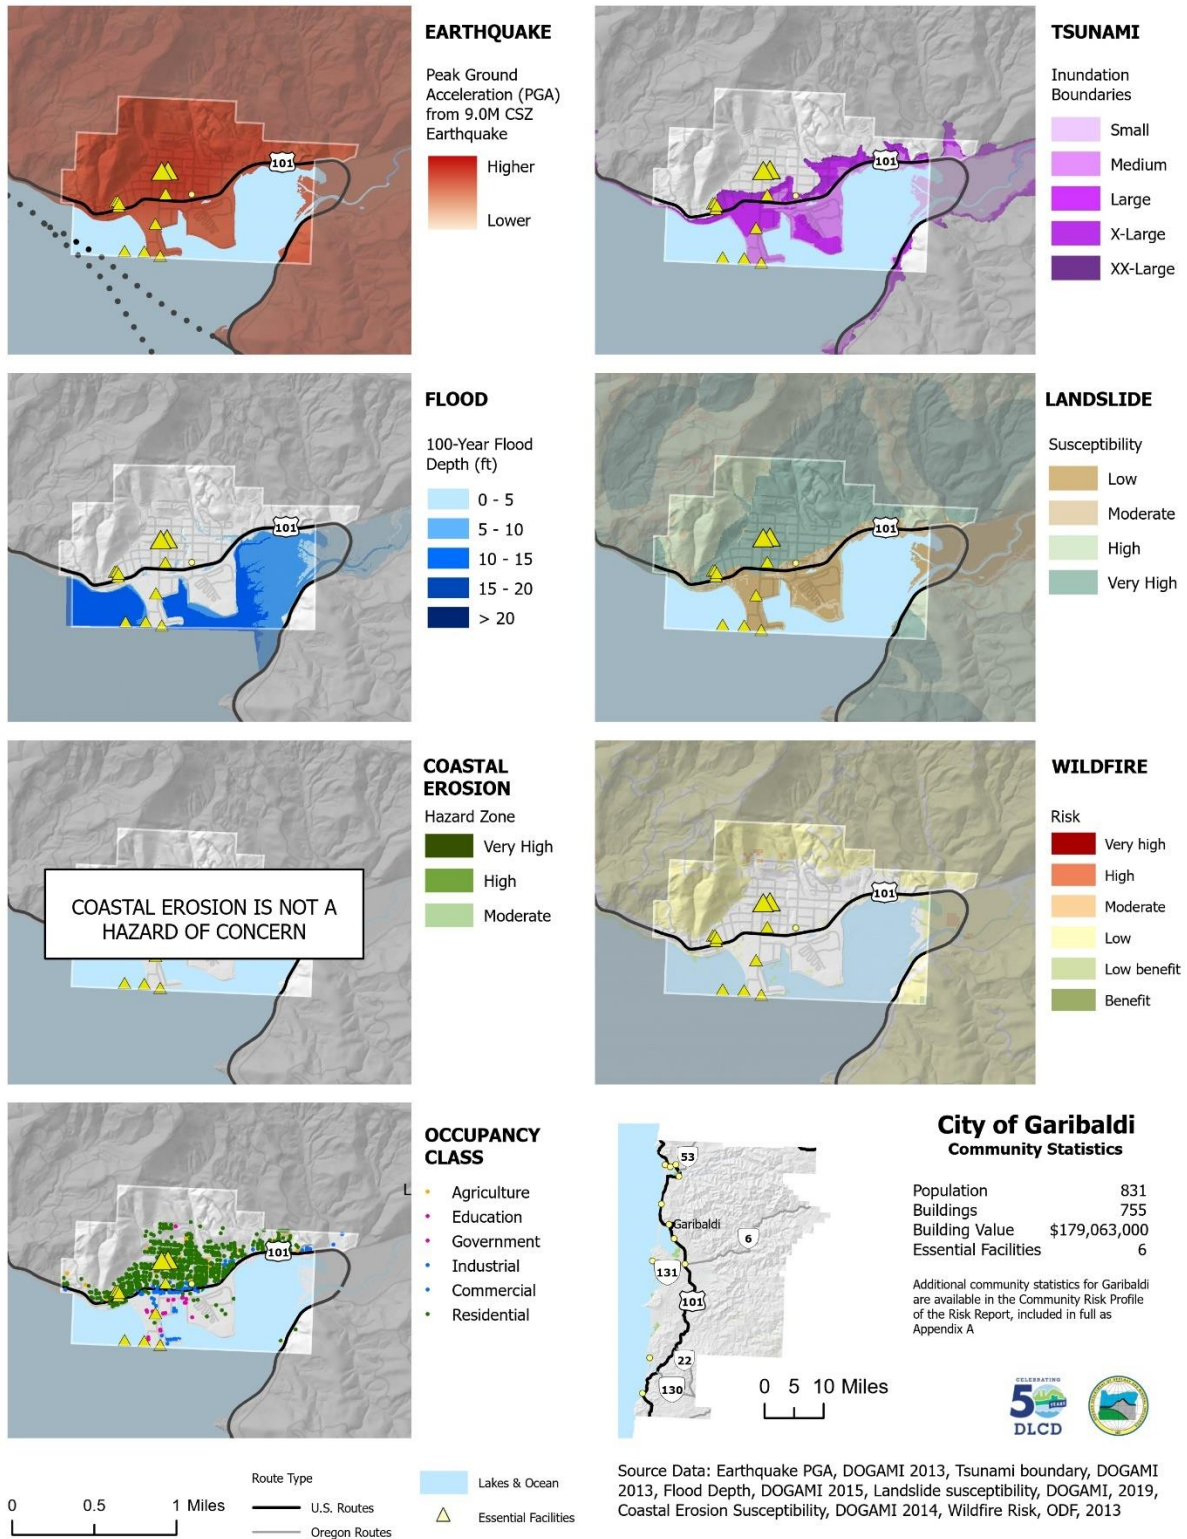 EARTHQUAKE
Peak Ground
Acceleration (PGA)
from 9.0M CSZ
Earthquake
Higher
Lower
101
TSUNAMI
Inundation
Boundaries
Small
Medium
Large
X-Large
XX-Large
101
FLOOD
100-Year Flood
Depth (ft)
0 - 5
5 - 10
10 - 15
15 - 20
> 20
101
LANDSLIDE
Susceptibility
Low
Moderate
High
Very High
101
COASTAL
EROSION
Hazard Zone
Very High
High
Moderate
COASTAL EROSION IS NOT A
HAZARD OF CONCERN
WILDFIRE
Risk
Very high
High
Moderate
Low
Low benefit
Benefit
101
OCCUPANCY
CLASS
Agriculture
Education
Government
Industrial
Commercial
Residential
101
L
53
Garibaldi
6
131
101
22
130
0 5 10 Miles
City of Garibaldi
Community Statistics
Population 831
Buildings 755
Building Value $179,063,000
Essential Facilities 6
Additional community statistics for Garibaldi
are available in the Community Risk Profile
of the Risk Report, included in full as
Appendix A
CELEBRATING
50 YEARS
DLCD
0 0.5 1 Miles
Route Type
U.S. Routes
Oregon Routes
Lakes & Ocean
Essential Facilities
Source Data: Earthquake PGA, DOGAMI 2013, Tsunami boundary, DOGAMI
2013, Flood Depth, DOGAMI 2015, Landslide susceptibility, DOGAMI, 2019,
Coastal Erosion Susceptibility, DOGAMI 2014, Wildfire Risk, ODF, 2013